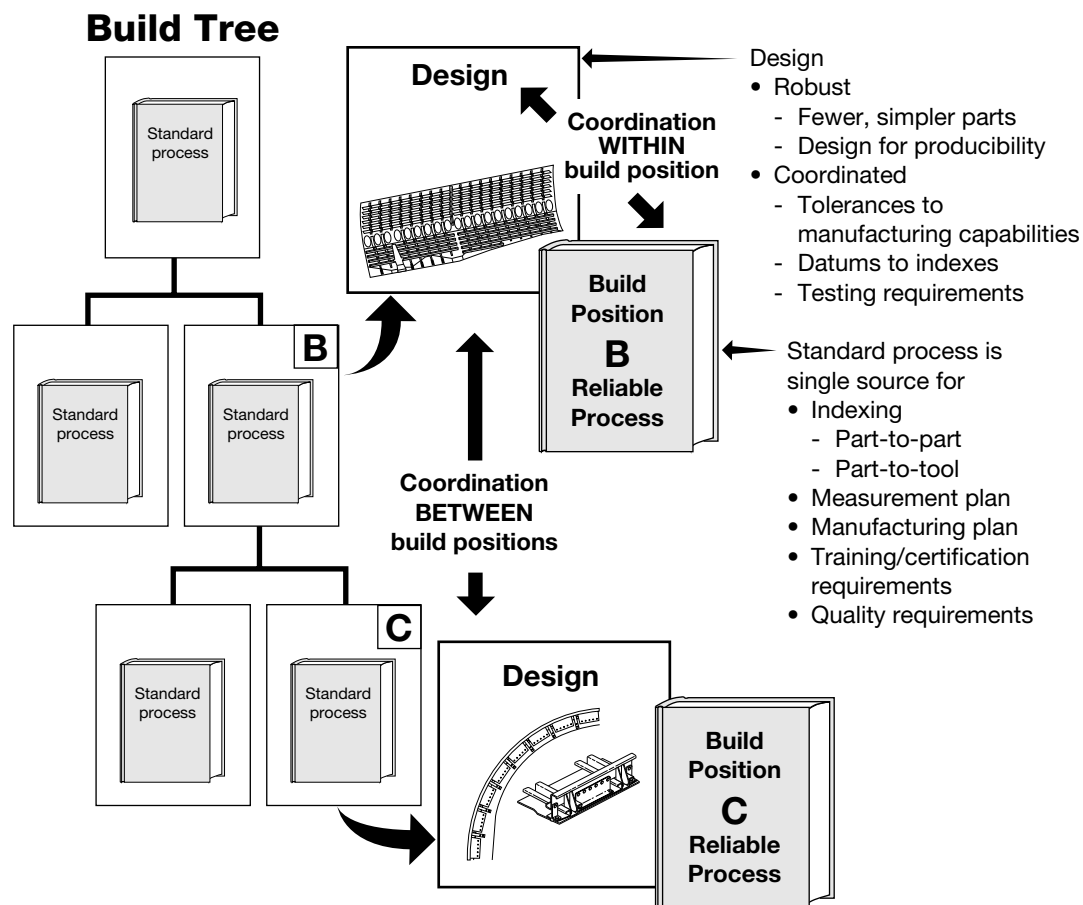 Build Tree
Standard
process
Standard
process
B
Standard
process
Standard
process
C
Standard
process
Design
Coordination
WITHIN
build position
Build
Position
B
Reliable
Process
Coordination
BETWEEN
build positions
Design
Build
Position
C
Reliable
Process
Design
• Robust
- Fewer, simpler parts
- Design for producibility
• Coordinated
- Tolerances to
manufacturing capabilities
- Datums to indexes
- Testing requirements
Standard process is
single source for
• Indexing
- Part-to-part
- Part-to-tool
• Measurement plan
• Manufacturing plan
• Training/certification
requirements
• Quality requirements